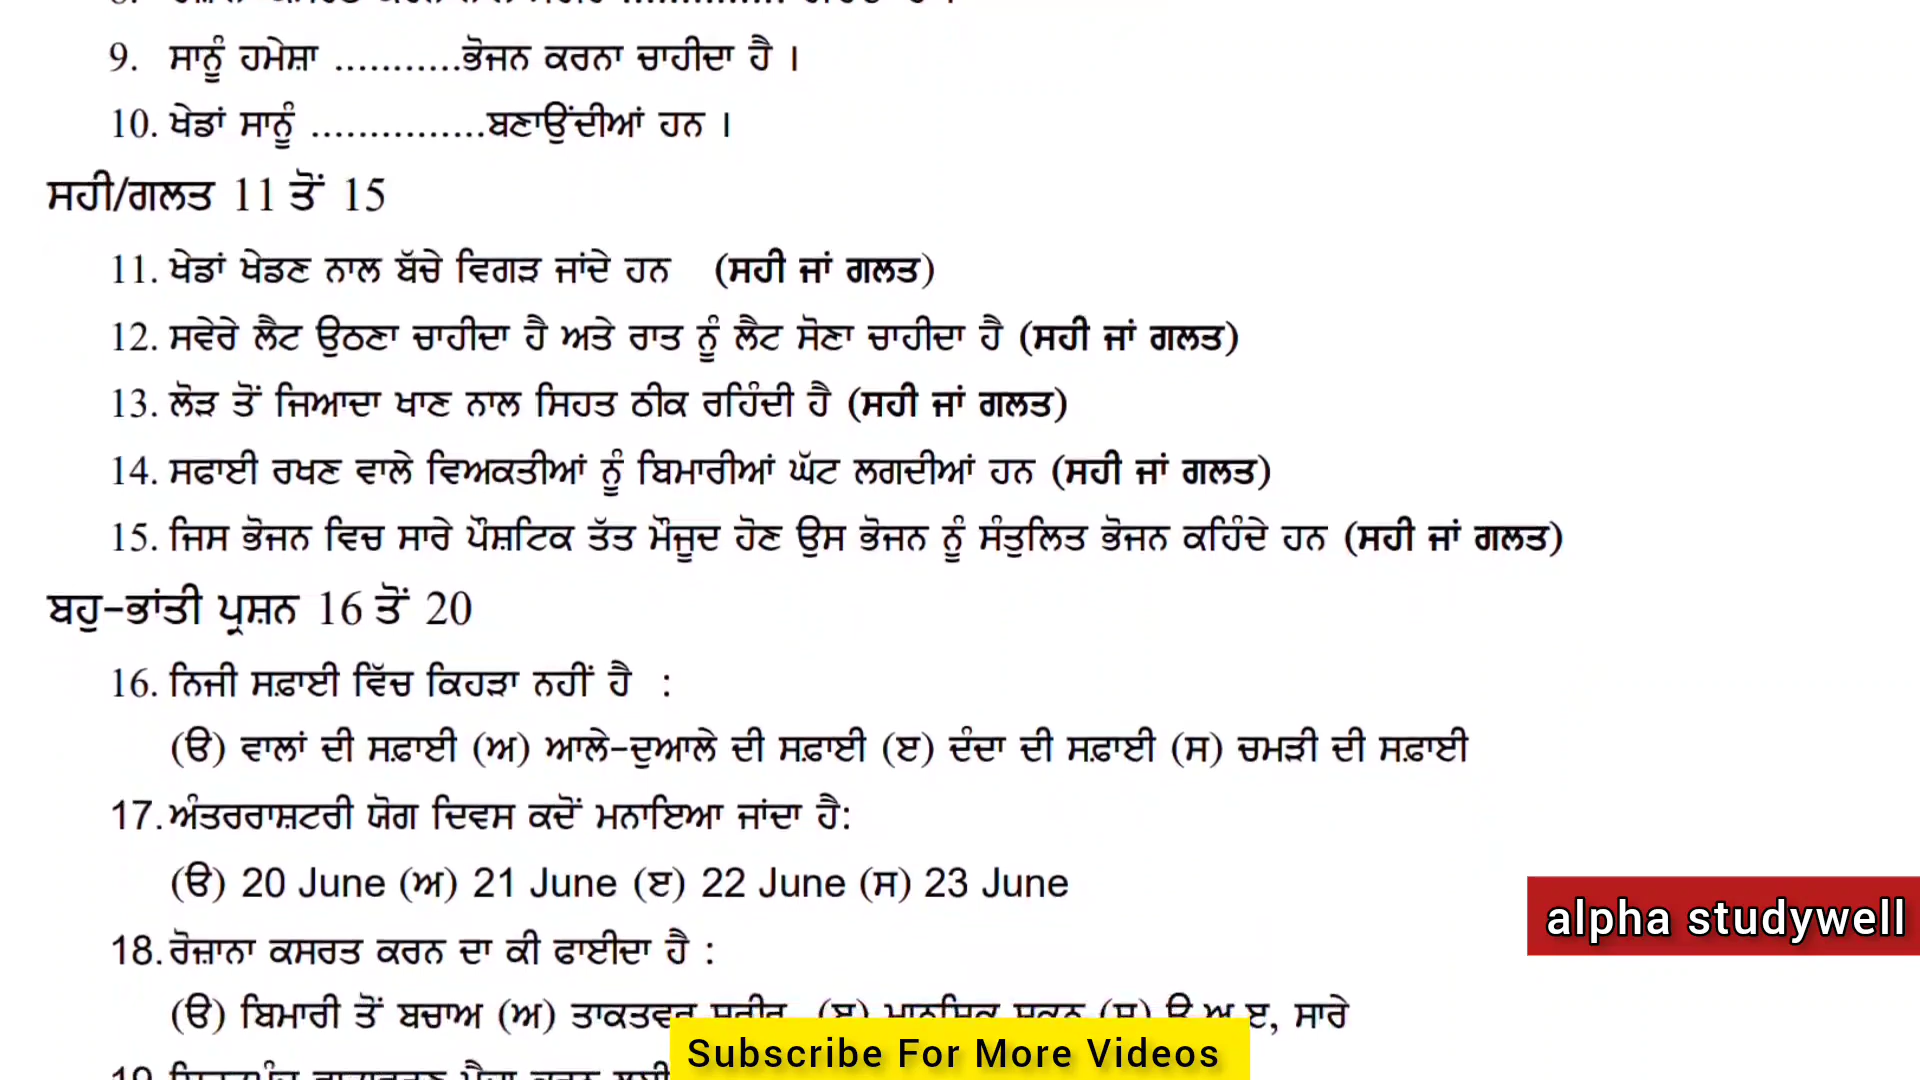 9. ਸਾਨੂੰ ਹਮੇਸ਼ਾ ...........ਭੋਜਨ ਕਰਨਾ ਚਾਹੀਦਾ ਹੈ ।
10. ਖੇਡਾਂ ਸਾਨੂੰ ...............ਬਣਾਉਂਦੀਆਂ ਹਨ ।
ਸਹੀ/ਗਲਤ 11 ਤੋਂ 15
11. ਖੇਡਾਂ ਖੇਡਣ ਨਾਲ ਬੱਚੇ ਵਿਗੜ ਜਾਂਦੇ ਹਨ (ਸਹੀ ਜਾਂ ਗਲਤ)
12. ਸਵੇਰੇ ਲੈਟ ਉਠਣਾ ਚਾਹੀਦਾ ਹੈ ਅਤੇ ਰਾਤ ਨੂੰ ਲੈਟ ਸੋਣਾ ਚਾਹੀਦਾ ਹੈ (ਸਹੀ ਜਾਂ ਗਲਤ)
13. ਲੋੜ ਤੋਂ ਜਿਆਦਾ ਖਾਣ ਨਾਲ ਸਿਹਤ ਠੀਕ ਰਹਿੰਦੀ ਹੈ (ਸਹੀ ਜਾਂ ਗਲਤ)
14. ਸਫਾਈ ਰਖਣ ਵਾਲੇ ਵਿਅਕਤੀਆਂ ਨੂੰ ਬਿਮਾਰੀਆਂ ਘੱਟ ਲਗਦੀਆਂ ਹਨ (ਸਹੀ ਜਾਂ ਗਲਤ)
15. ਜਿਸ ਭੋਜਨ ਵਿਚ ਸਾਰੇ ਪੌਸ਼ਟਿਕ ਤੱਤ ਮੌਜੂਦ ਹੋਣ ਉਸ ਭੋਜਨ ਨੂੰ ਸੰਤੁਲਿਤ ਭੋਜਨ ਕਹਿੰਦੇ ਹਨ (ਸਹੀ ਜਾਂ ਗਲਤ)
ਬਹੁ-ਭਾਂਤੀ ਪ੍ਰਸ਼ਨ 16 ਤੋਂ 20
16. ਨਿਜੀ ਸਫ਼ਾਈ ਵਿੱਚ ਕਿਹੜਾ ਨਹੀਂ ਹੈ :
(ੳ) ਵਾਲਾਂ ਦੀ ਸਫ਼ਾਈ (ਅ) ਆਲੇ-ਦੁਆਲੇ ਦੀ ਸਫ਼ਾਈ (ੲ) ਦੰਦਾ ਦੀ ਸਫ਼ਾਈ (ਸ) ਚਮੜੀ ਦੀ ਸਫ਼ਾਈ
17. ਅੰਤਰਰਾਸ਼ਟਰੀ ਯੋਗ ਦਿਵਸ ਕਦੋਂ ਮਨਾਇਆ ਜਾਂਦਾ ਹੈ:
(ੳ) 20 June (ਅ) 21 June (ੲ) 22 June (ਸ) 23 June
alpha studywell
18. ਰੋਜ਼ਾਨਾ ਕਸਰਤ ਕਰਨ ਦਾ ਕੀ ਫਾਈਦਾ ਹੈ :
(ੳ) ਬਿਮਾਰੀ ਤੋਂ ਬਚਾਅ (ਅ) ਤਾਕਤਵਰ ਸਰੀਰ (ੲ) ਮਾਨਸਿਕ (ਸ) ੳ ਅ ੲ, ਸਾਰੇ
Subscribe For More Videos